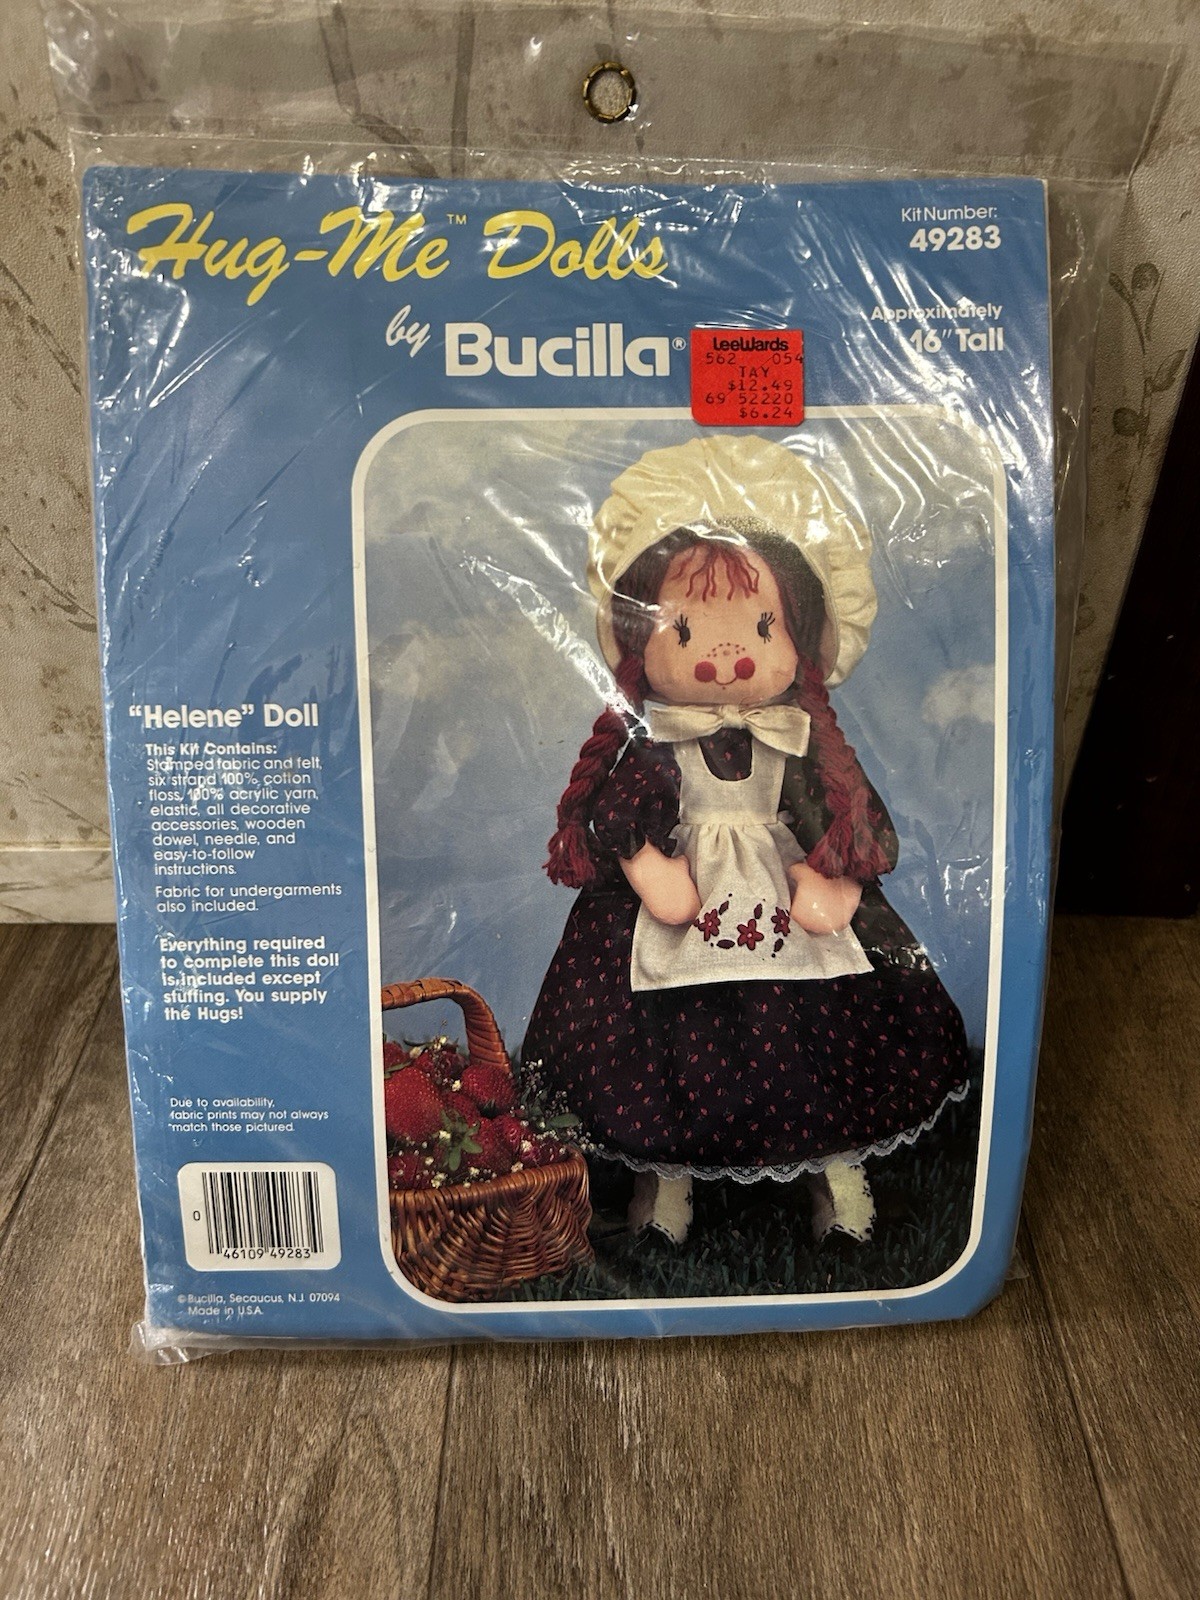 Hug-Me™ Dolls
by Bucilla®
Kit Number:
49283
Approximately
16" Tall
LeeWards
562 054
TAY
$12.49
69 52220
$6.24
"Helene" Doll
This Kit Contains:
Stamped fabric and felt,
six strand 100% cotton
floss, 100% acrylic yarn,
elastic, all decorative
accessories, wooden
dowel, needle, and
easy-to-follow
instructions.
Fabric for undergarments
also included.
Everything required
to complete this doll
is included except
stuffing. You supply
the Hugs!
Due to availability,
fabric prints may not always
match those pictured.
0 46109 49283
©Bucilla, Secaucus, N.J. 07094
Made in U.S.A.